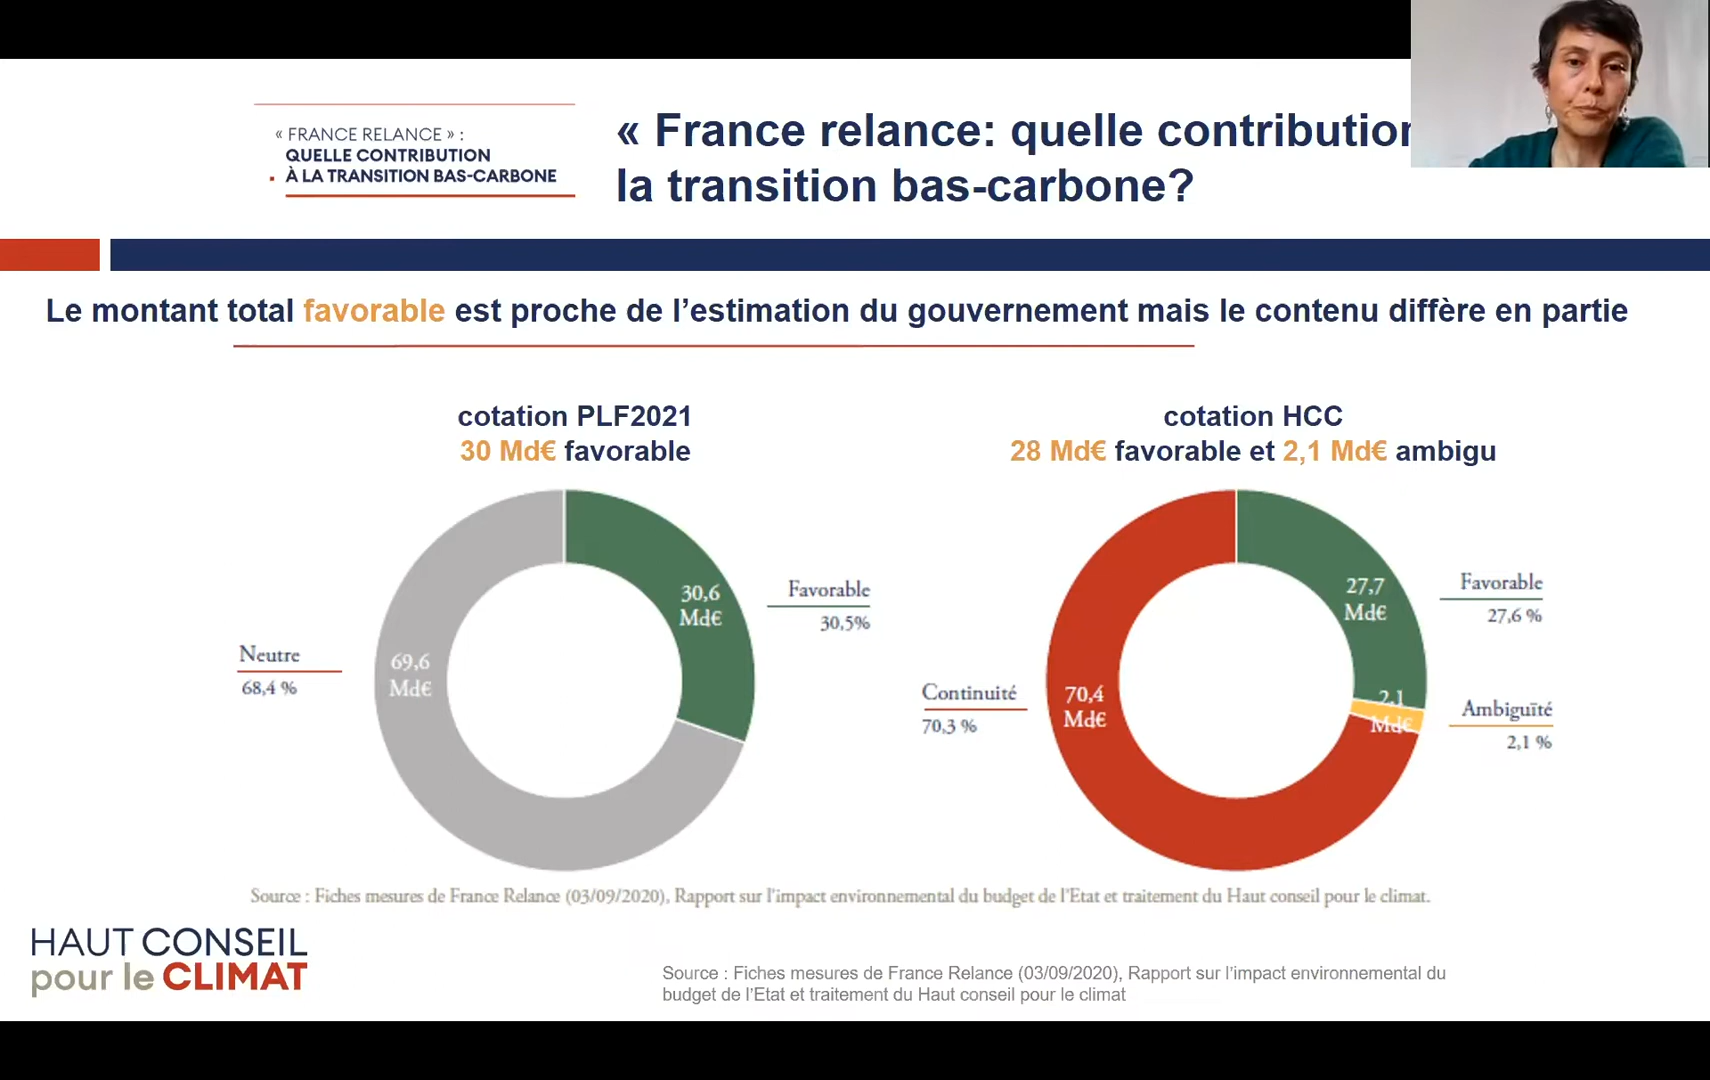 « FRANCE RELANCE » :
QUELLE CONTRIBUTION
À LA TRANSITION BAS-CARBONE
« France relance: quelle contribution
la transition bas-carbone?
Le montant total favorable est proche de l’estimation du gouvernement mais le contenu diffère en partie
cotation PLF2021
30 Md€ favorable
30,6
Md€
Favorable
30,5%
Neutre
68,4 %
69,6
Md€
cotation HCC
28 Md€ favorable et 2,1 Md€ ambigu
27,7
Md€
Favorable
27,6 %
2,1
Md€
Ambiguïté
2,1 %
Continuité
70,3 %
70,4
Md€
Source : Fiches mesures de France Relance (03/09/2020), Rapport sur l'impact environnemental du budget de l'Etat et traitement du Haut conseil pour le climat.
HAUT CONSEIL
pour le CLIMAT
Source : Fiches mesures de France Relance (03/09/2020), Rapport sur l’impact environnemental du
budget de l’Etat et traitement du Haut conseil pour le climat